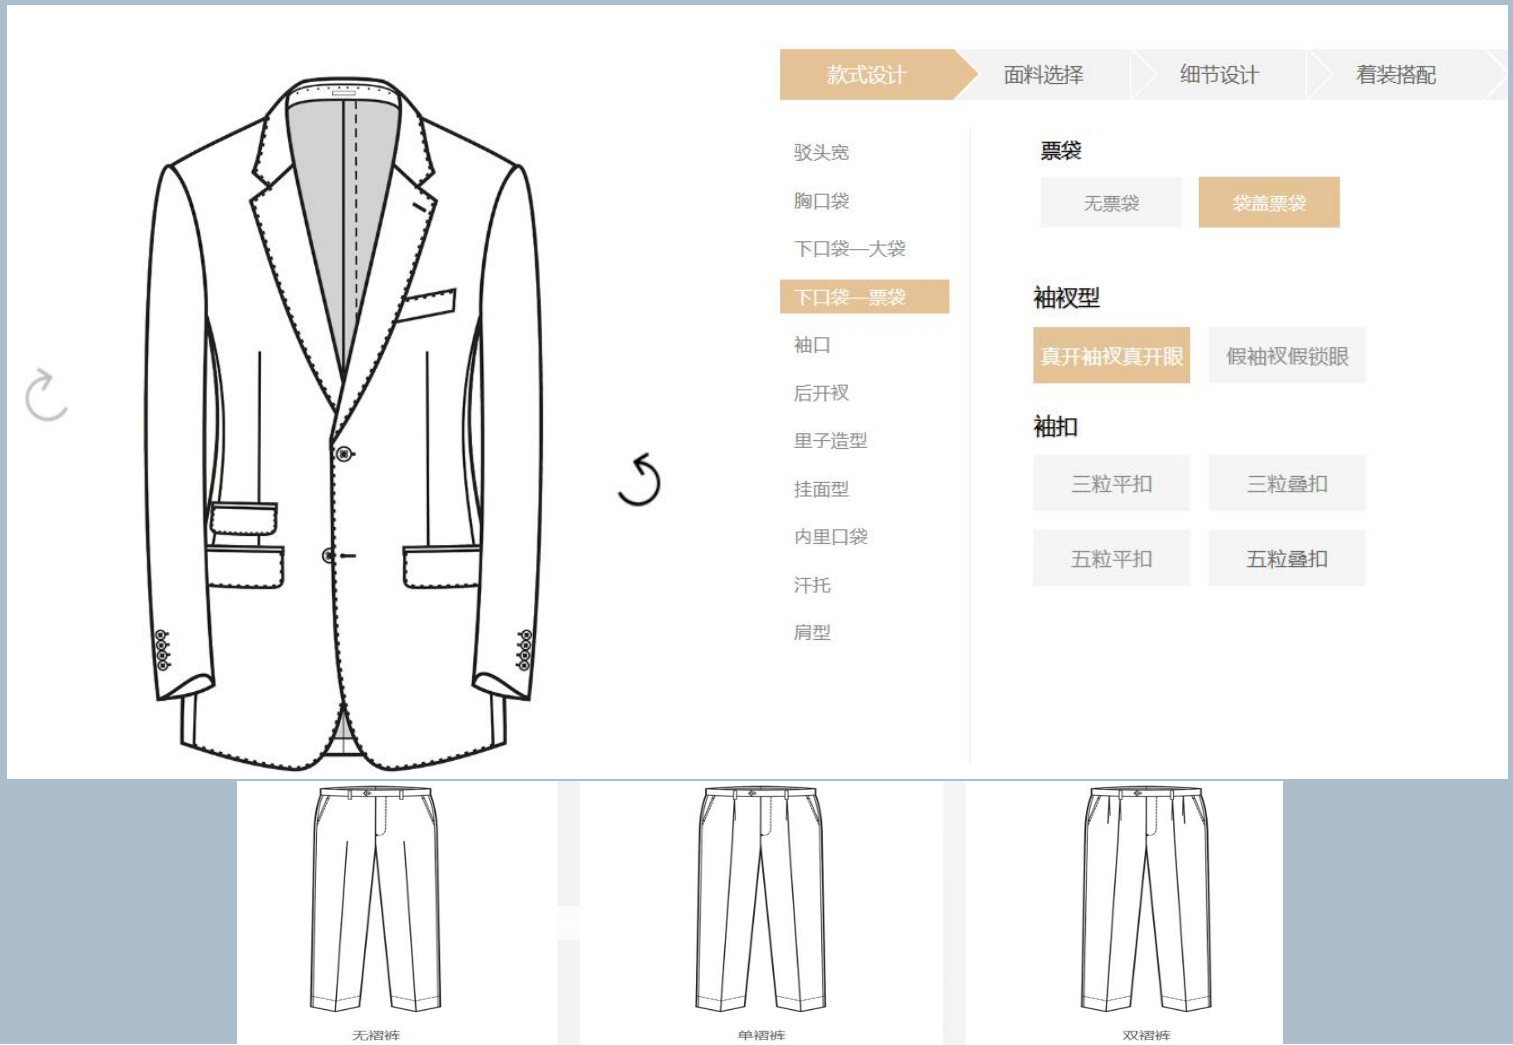 款式设计 面料选择 细节设计 着装搭配
驳头宽
胸口袋
下口袋—大袋
下口袋—票袋
袖口
后开衩
里子造型
挂面型
内里口袋
汗托
肩型
票袋
无票袋 袋盖票袋
袖衩型
真开袖衩真开眼 假袖衩假锁眼
袖扣
三粒平扣 三粒叠扣
五粒平扣 五粒叠扣
无褶裤 单褶裤 双褶裤